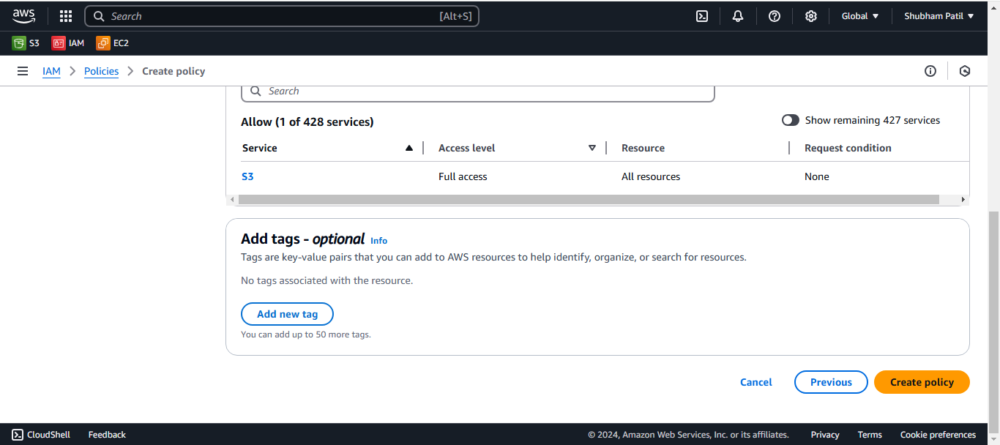 aws Search [Alt+S] Global Shubham Patil
S3 IAM EC2
IAM Policies Create policy
Search
Allow (1 of 428 services) Show remaining 427 services
Service Access level Resource Request condition
S3 Full access All resources None
Add tags - optional Info
Tags are key-value pairs that you can add to AWS resources to help identify, organize, or search for resources.
No tags associated with the resource.
Add new tag
You can add up to 50 more tags.
Cancel Previous Create policy
CloudShell Feedback © 2024, Amazon Web Services, Inc. or its affiliates. Privacy Terms Cookie preferences